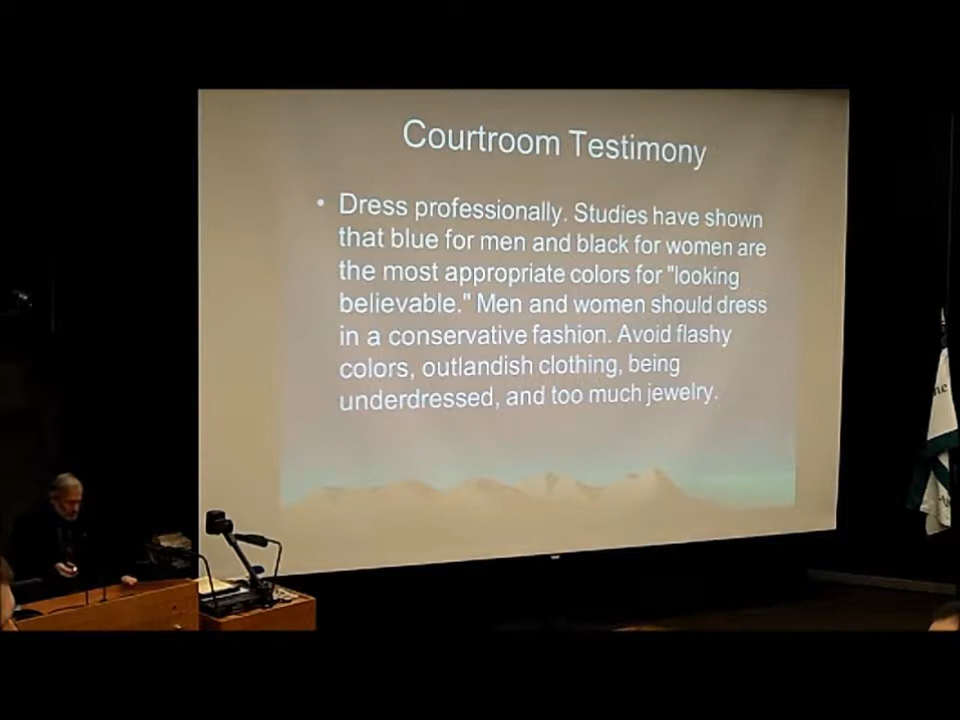 Courtroom Testimony
• Dress professionally. Studies have shown
that blue for men and black for women are
the most appropriate colors for "looking
believable." Men and women should dress
in a conservative fashion. Avoid flashy
colors, outlandish clothing, being
underdressed, and too much jewelry.